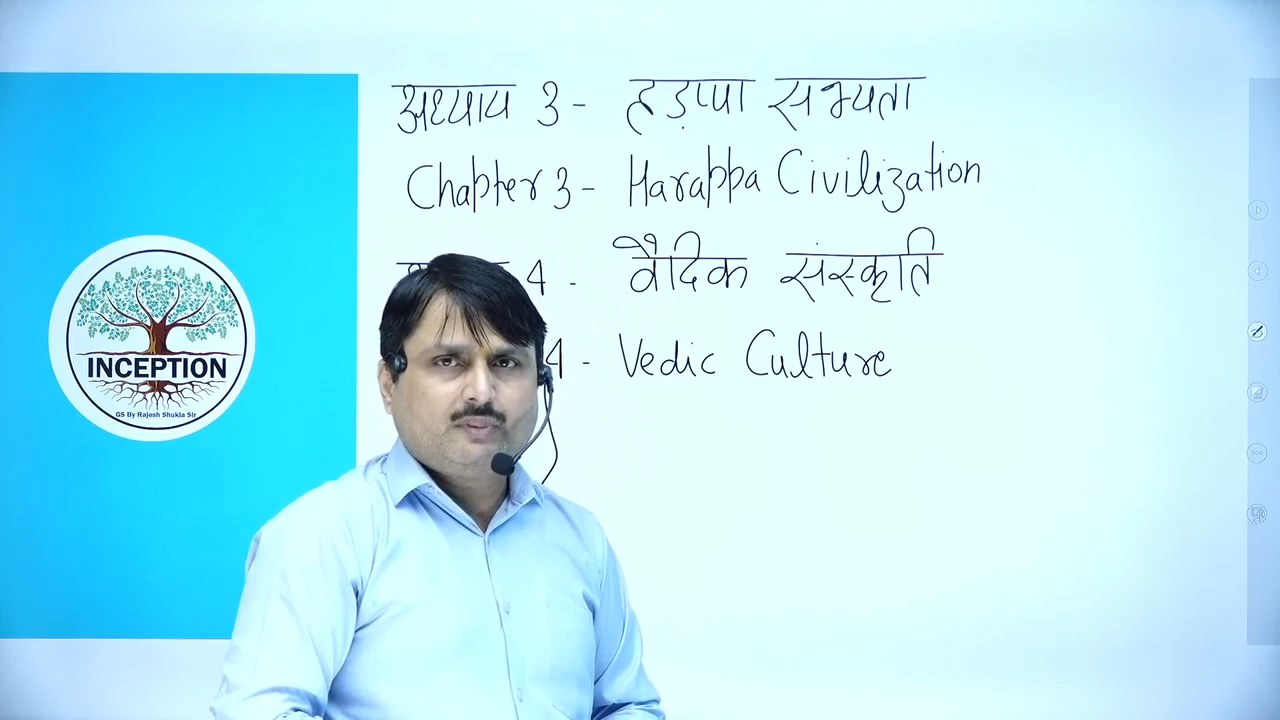 अध्याय 3 - हड़प्पा सभ्यता
Chapter 3 - Harappa Civilization
4 - वैदिक संस्कृति
4 - Vedic Culture
INCEPTION
GS By Rajesh Shukla Sir